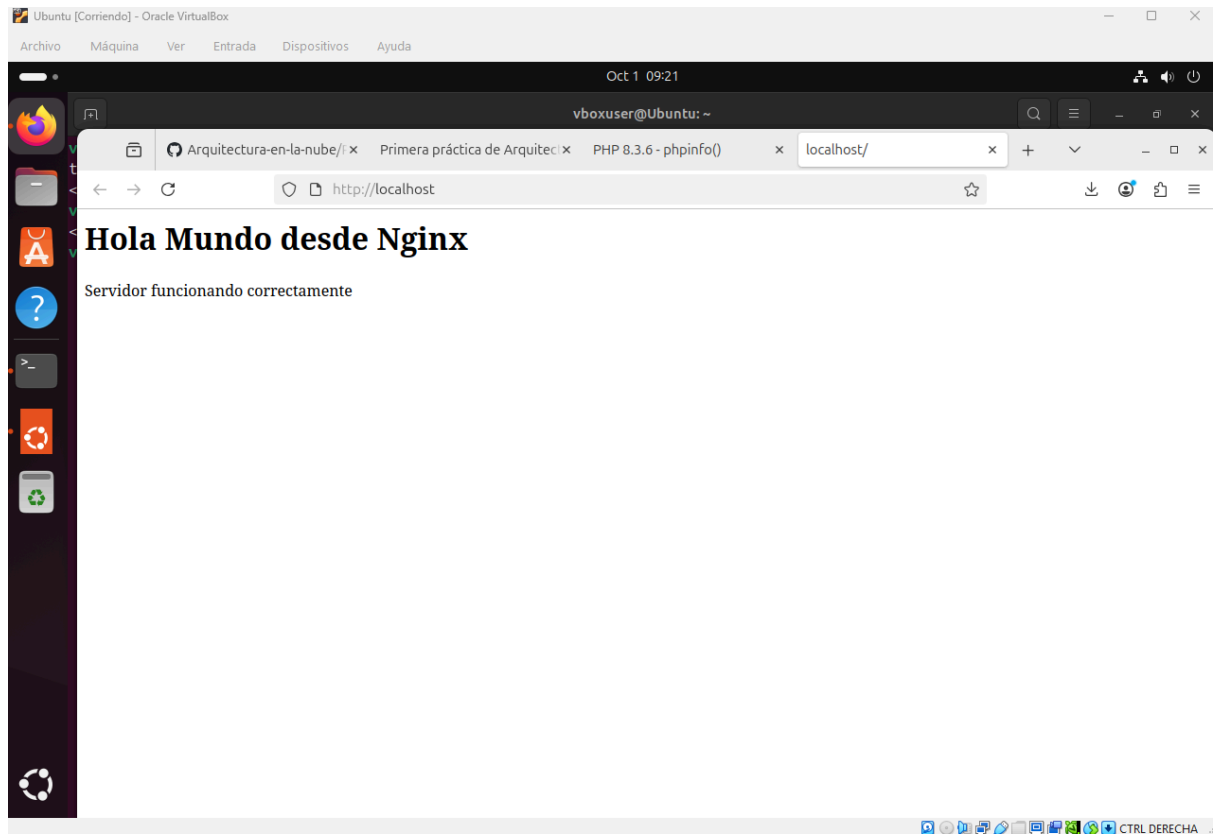 Ubuntu [Corriendo] - Oracle VirtualBox
Archivo Máquina Ver Entrada Dispositivos Ayuda
Oct 1 09:21
vboxuser@Ubuntu: ~
Arquitectura-en-la-nube/ Primera práctica de Arquitec PHP 8.3.6 - phpinfo() localhost/
http://localhost
Hola Mundo desde Nginx
Servidor funcionando correctamente
CTRL DERECHA